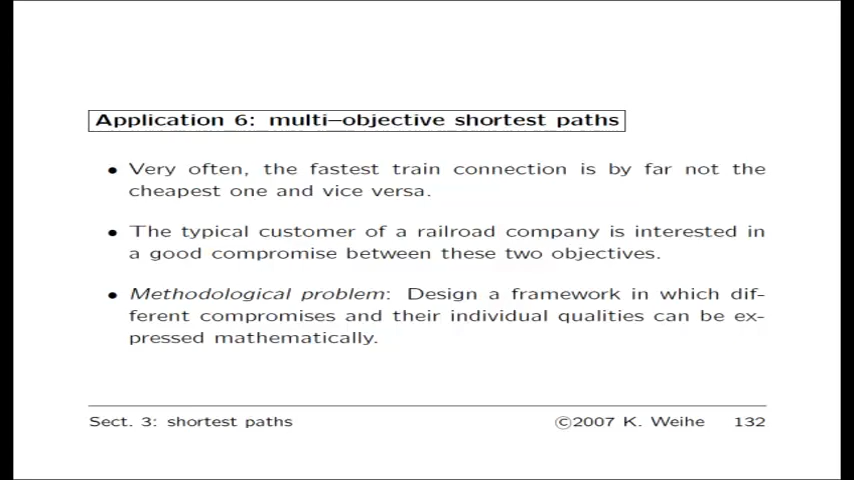 Application 6: multi–objective shortest paths
• Very often, the fastest train connection is by far not the
cheapest one and vice versa.
• The typical customer of a railroad company is interested in
a good compromise between these two objectives.
• Methodological problem: Design a framework in which dif-
ferent compromises and their individual qualities can be ex-
pressed mathematically.
Sect. 3: shortest paths ©2007 K. Weihe 132